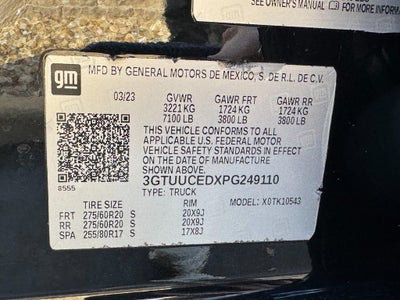 SEE OWNER'S MANUAL FOR MORE INFORM
gm
MFD BY GENERAL MOTORS DE MEXICO, S. DE R.L. DE C.V.
03/23 GVWR GAWR FRT GAWR RR
3221 KG 1724 KG 1724 KG
7100 LB 3800 LB 3800 LB
THIS VEHICLE CONFORMS TO ALL APPLICABLE
U.S. FEDERAL MOTOR
VEHICLE SAFETY STANDARDS IN EFFECT
ON THE DATE OF MANUFACTURE
SHOWN ABOVE.
8555
3GTUUCEDXPG249110
TYPE: TRUCK
MODEL: X0TK10543
TIRE SIZE RIM
FRT 275/60R20 S 20X9J
RR 275/60R20 S 20X9J
SPA 255/80R17 S 17X8J